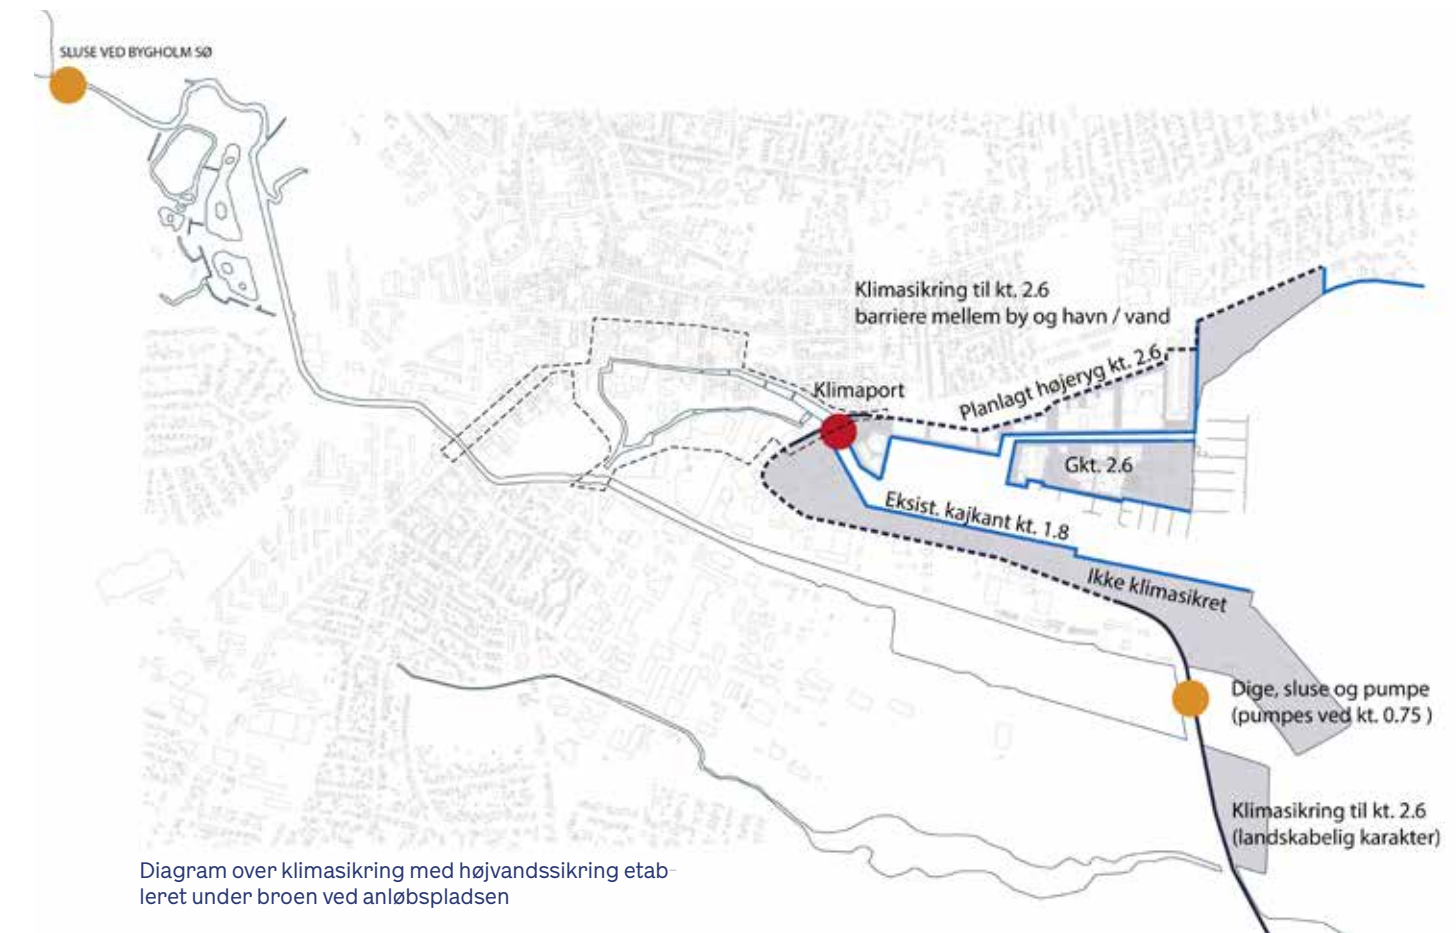 SLUSE VED BYGHOLM SØ
Klimasikring til kt. 2.6
barriere mellem by og havn / vand
Klimaport
Planlagt højeryg kt. 2.6
Gkt. 2.6
Eksist. kajkant kt. 1.8
Ikke klimasikret
Dige, sluse og pumpe
(pumpes ved kt. 0.75 )
Klimasikring til kt. 2.6
(landskabelig karakter)
Diagram over klimasikring med højvandssikring etab-
leret under broen ved anløbspladsen